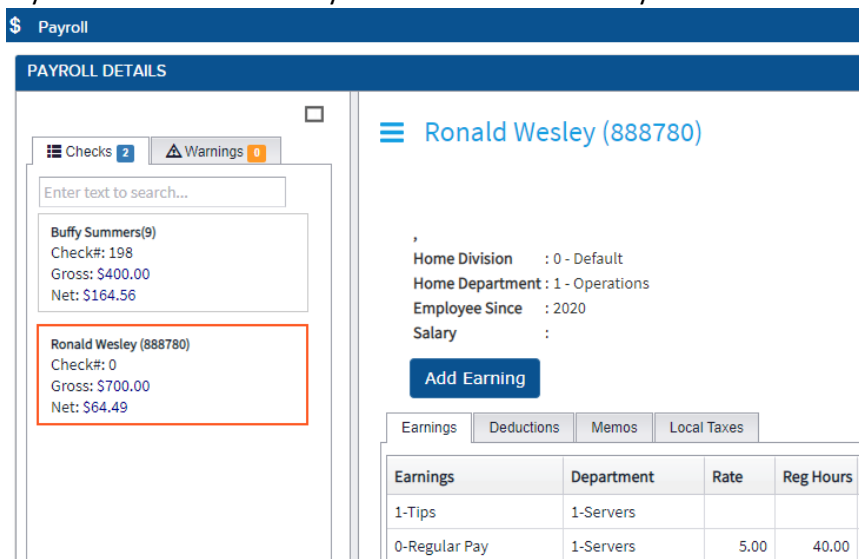 $ Payroll
PAYROLL DETAILS
Checks 2
Warnings 0
Enter text to search...
Buffy Summers(9)
Check#: 198
Gross: $400.00
Net: $164.56
Ronald Wesley (888780)
Check#: 0
Gross: $700.00
Net: $64.49
Ronald Wesley (888780)
,
Home Division : 0 - Default
Home Department : 1 - Operations
Employee Since : 2020
Salary :
Add Earning
Earnings Deductions Memos Local Taxes
Earnings Department Rate Reg Hours
1-Tips 1-Servers
0-Regular Pay 1-Servers 5.00 40.00